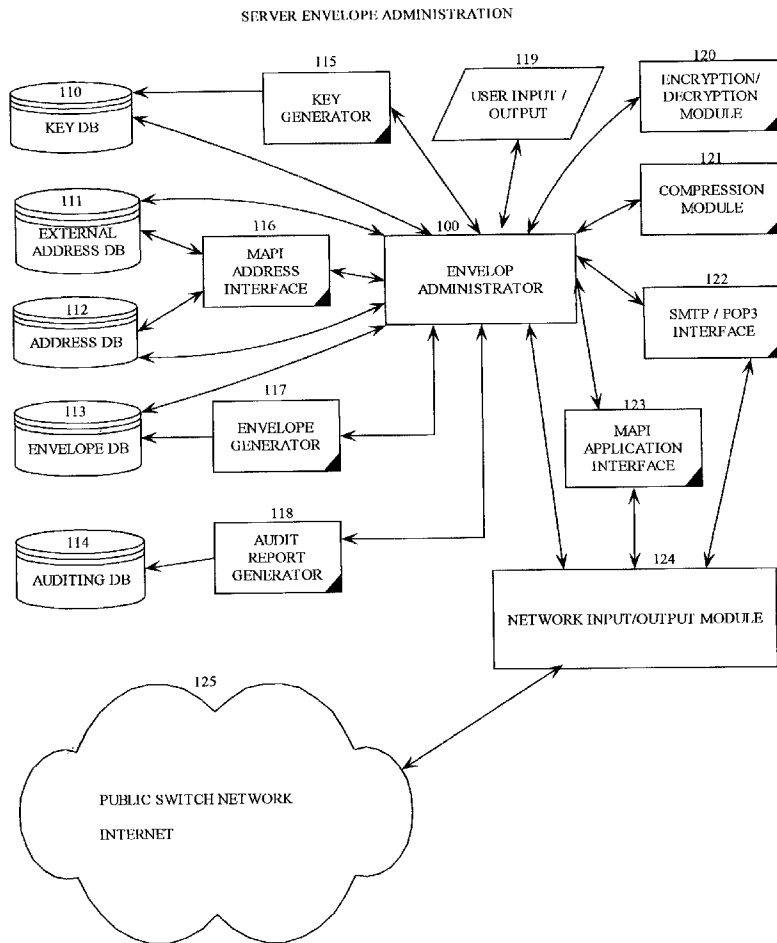 SERVER ENVELOPE ADMINISTRATION
110
KEY DB
115
KEY
GENERATOR
119
USER INPUT /
OUTPUT
120
ENCRYPTION/
DECRYPTION
MODULE
111
EXTERNAL
ADDRESS DB
116
MAPI
ADDRESS
INTERFACE
100
ENVELOP
ADMINISTRATOR
121
COMPRESSION
MODULE
112
ADDRESS DB
122
SMTP / POP3
INTERFACE
113
ENVELOPE DB
117
ENVELOPE
GENERATOR
123
MAPI
APPLICATION
INTERFACE
114
AUDITING DB
118
AUDIT
REPORT
GENERATOR
124
NETWORK INPUT/OUTPUT MODULE
125
PUBLIC SWITCH NETWORK
INTERNET